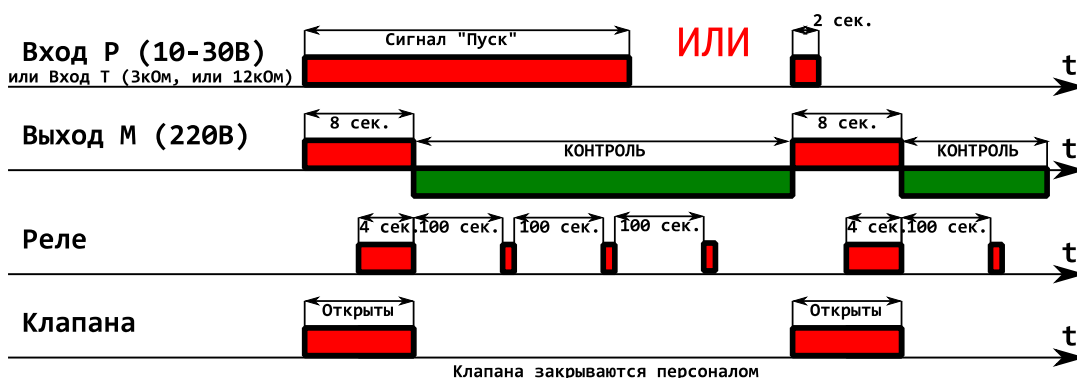 2 сек.
Сигнал "Пуск"
ИЛИ
Вход Р (10-30В)
t
или Вход Т (3кОм, или 12кОм)
8 сек.
8 сек.
Выход М (220В)
КОНТРОЛЬ
КОНТРОЛЬ
t
4 сек.
100 сек.
100 сек.
100 сек.
4 сек.
100 сек.
Реле
t
Открыты
Открыты
Клапана
t
Клапана закрываются персоналом